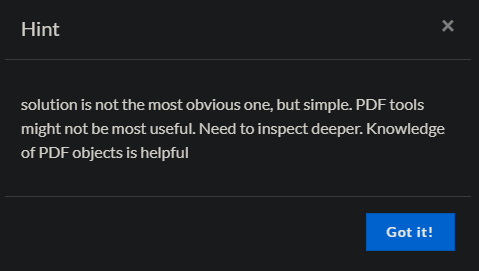 Hint
×
solution is not the most obvious one, but simple. PDF tools
might not be most useful. Need to inspect deeper. Knowledge
of PDF objects is helpful
Got it!